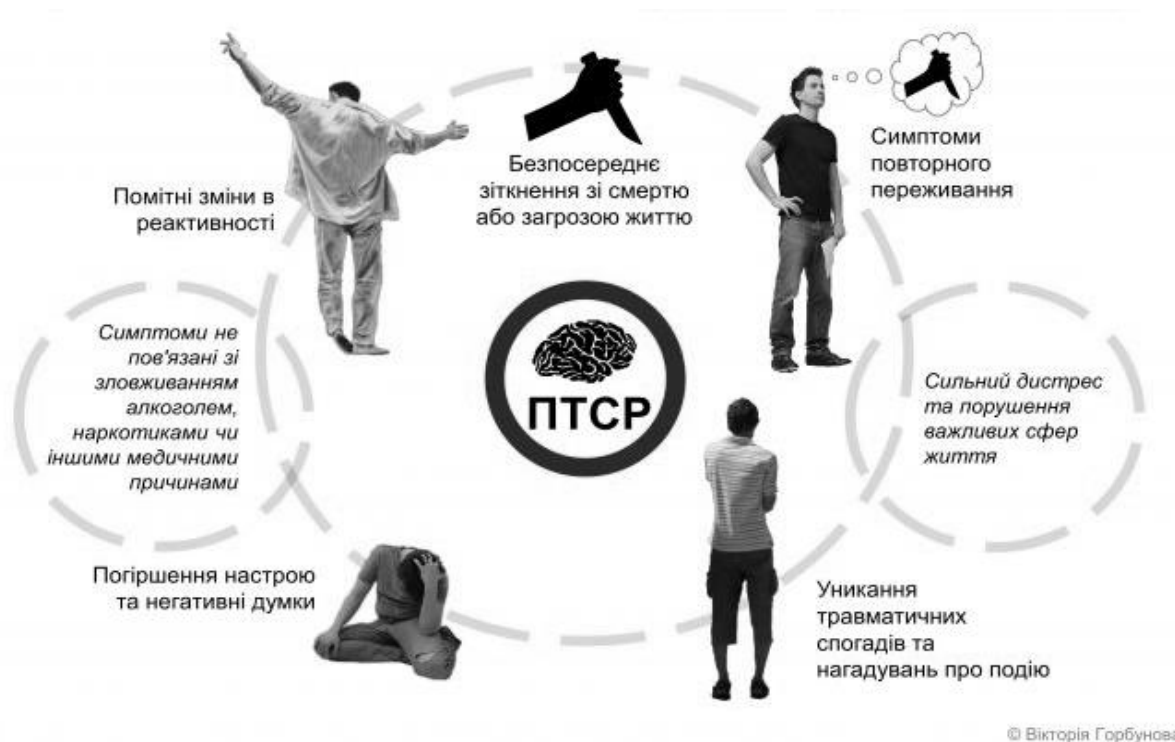 Безпосереднє
зіткнення зі смертю
або загрозою життю
Симптоми
повторного
переживання
Помітні зміни в
реактивності
Симптоми не
пов'язані зі
зловживанням
алкоголем,
наркотиками чи
іншими медичними
причинами
ПТСР
Сильний дистрес
та порушення
важливих сфер
життя
Погіршення настрою
та негативні думки
Уникання
травматичних
спогадів та
нагадувань про подію
© Вікторія Горбунова